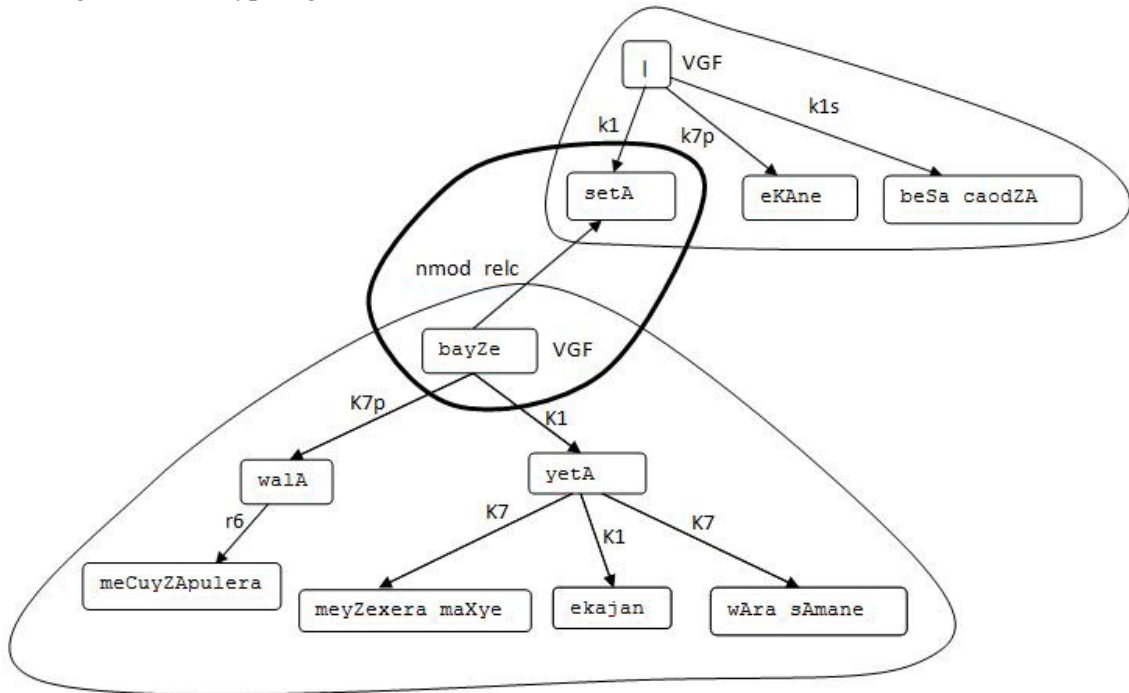 | VGF
k1s
k1 k7p
setA eKAne beSa caodZA
nmod relc
bayZe VGF
K7p K1
walA yetA
r6 K7 K1 K7
meCuyZApulera meyZexera maXye ekajan wAra sAmane